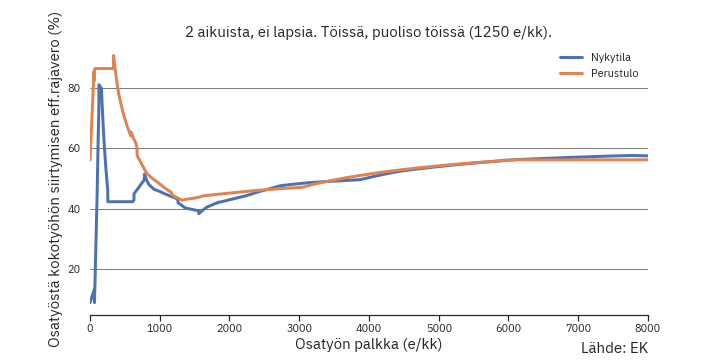 2 aikuista, ei lapsia. Töissä, puoliso töissä (1250 e/kk).
Nykytila
Perustulo
Osatyöstä kokotyöhön siirtymisen eff.rajavero (%)
80
60
40
20
0
1000
2000
3000
4000
5000
6000
7000
8000
Osatyön palkka (e/kk)
Lähde: EK